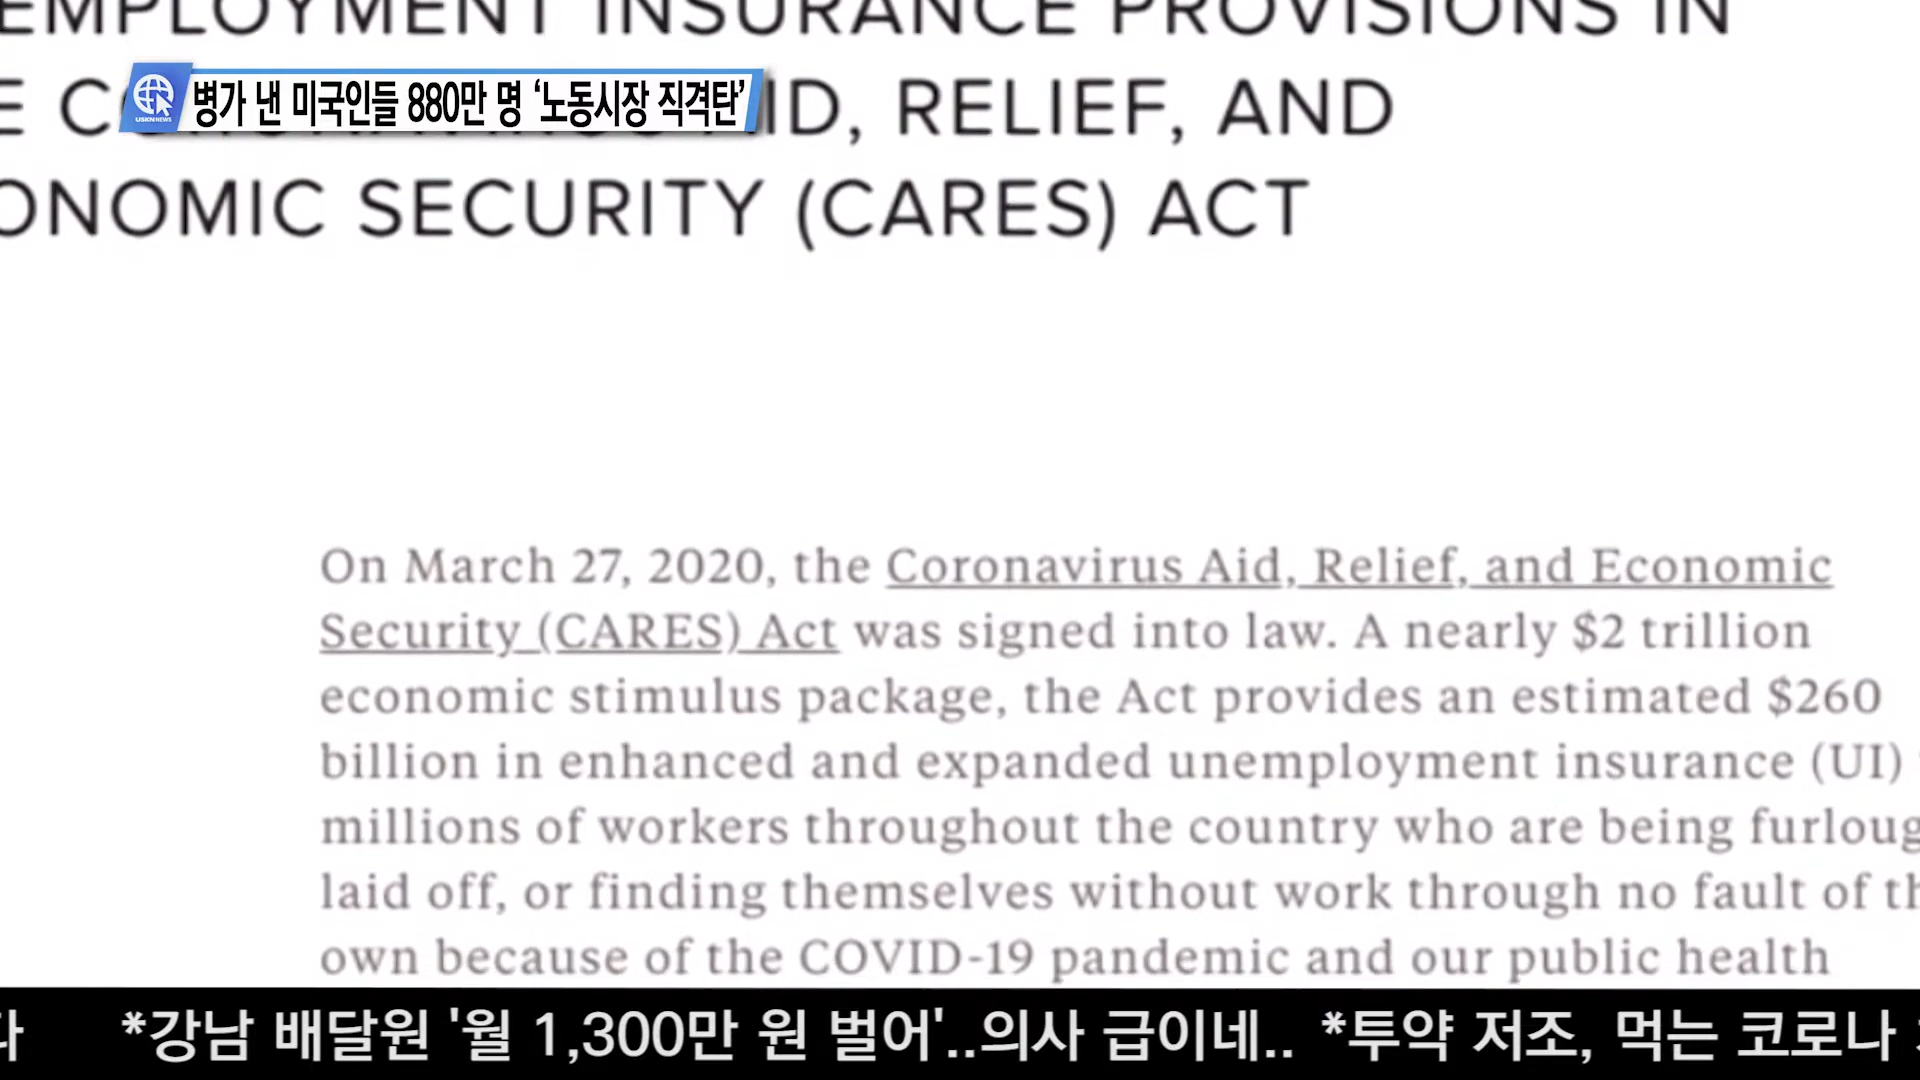 EMPLOYMENT INSURANCE PROVISIONS IN
ID, RELIEF, AND
USKN NEWS
병가 낸 미국인들 880만 명 ‘노동시장 직격탄’
ONOMIC SECURITY (CARES) ACT
On March 27, 2020, the Coronavirus Aid, Relief, and Economic
Security (CARES) Act was signed into law. A nearly $2 trillion
economic stimulus package, the Act provides an estimated $260
billion in enhanced and expanded unemployment insurance (UI)
millions of workers throughout the country who are being furloug
laid off, or finding themselves without work through no fault of th
own because of the COVID-19 pandemic and our public health
*강남 배달원 '월 1,300만 원 벌어'..의사 급이네.. *투약 저조, 먹는 코로나